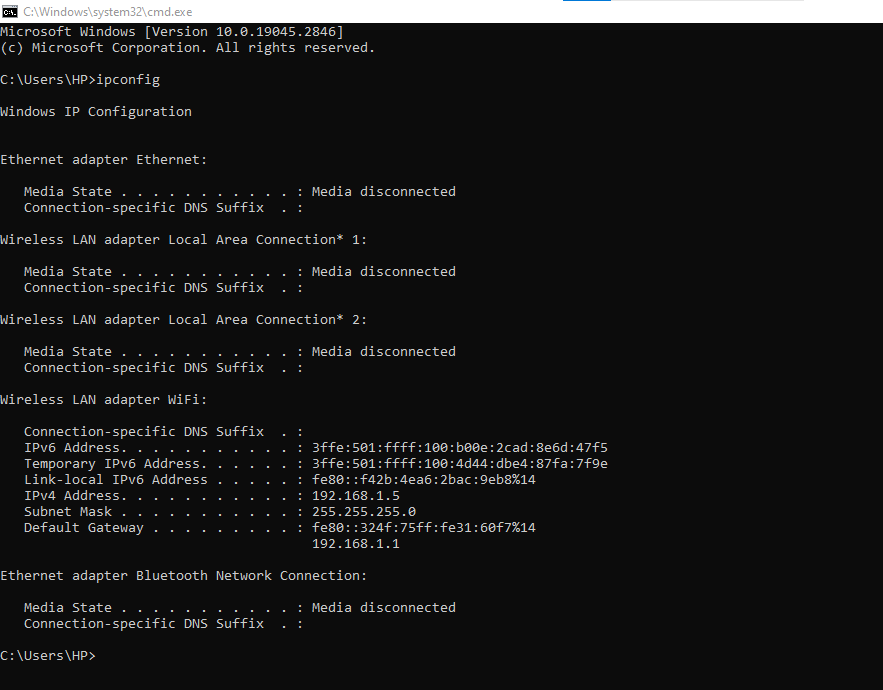 C:\Windows\system32\cmd.exe
Microsoft Windows [Version 10.0.19045.2846]
(c) Microsoft Corporation. All rights reserved.
C:\Users\HP>ipconfig
Windows IP Configuration
Ethernet adapter Ethernet:
Media State . . . . . . . . . . . : Media disconnected
Connection-specific DNS Suffix  . :
Wireless LAN adapter Local Area Connection* 1:
Media State . . . . . . . . . . . : Media disconnected
Connection-specific DNS Suffix  . :
Wireless LAN adapter Local Area Connection* 2:
Media State . . . . . . . . . . . : Media disconnected
Connection-specific DNS Suffix  . :
Wireless LAN adapter WiFi:
Connection-specific DNS Suffix  . :
IPv6 Address. . . . . . . . . . . : 3ffe:501:ffff:100:b00e:2cad:8e6d:47f5
Temporary IPv6 Address. . . . . . : 3ffe:501:ffff:100:4d44:dbe4:87fa:7f9e
Link-local IPv6 Address . . . . . : fe80::f42b:4ea6:2bac:9eb8%14
IPv4 Address. . . . . . . . . . . : 192.168.1.5
Subnet Mask . . . . . . . . . . . : 255.255.255.0
Default Gateway . . . . . . . . . : fe80::324f:75ff:fe31:60f7%14
192.168.1.1
Ethernet adapter Bluetooth Network Connection:
Media State . . . . . . . . . . . : Media disconnected
Connection-specific DNS Suffix  . :
C:\Users\HP>